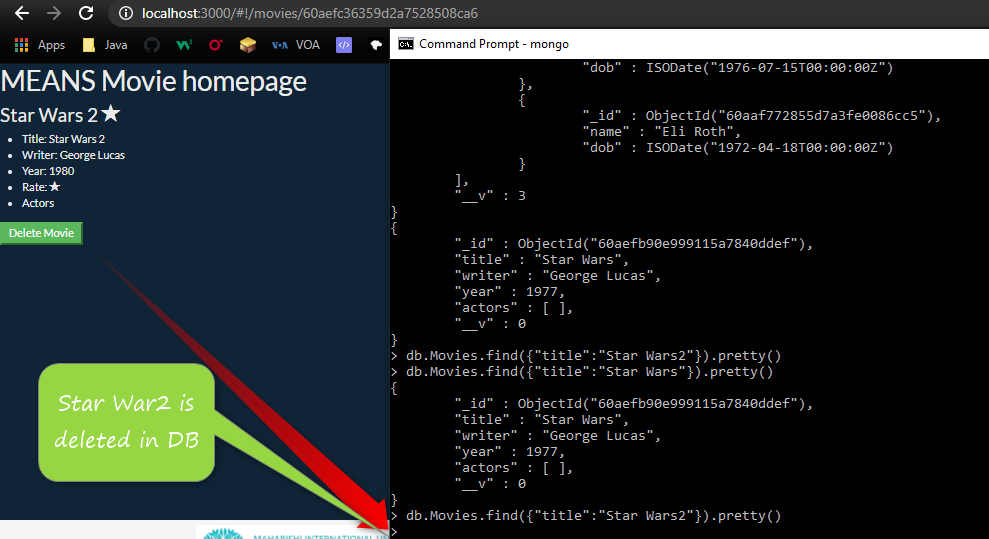 localhost:3000/#!/movies/60aefc36359d2a7528508ca6
Apps
Java
VOA
MEANS Movie homepage
Star Wars 2★
Title: Star Wars 2
Writer: George Lucas
Year: 1980
Rate: ★
Actors
Delete Movie
Star War2 is
deleted in DB
Command Prompt - mongo
"dob" : ISODate("1976-07-15T00:00:00Z")
},
{
"_id" : ObjectId("60aaf772855d7a3fe0086cc5"),
"name" : "Eli Roth",
"dob" : ISODate("1972-04-18T00:00:00Z")
}
],
"__v" : 3
}
{
"_id" : ObjectId("60aefb90e999115a7840ddef"),
"title" : "Star Wars",
"writer" : "George Lucas",
"year" : 1977,
"actors" : [ ],
"__v" : 0
}
> db.Movies.find({"title":"Star Wars2"}).pretty()
> db.Movies.find({"title":"Star Wars"}).pretty()
{
"_id" : ObjectId("60aefb90e999115a7840ddef"),
"title" : "Star Wars",
"writer" : "George Lucas",
"year" : 1977,
"actors" : [ ],
"__v" : 0
}
> db.Movies.find({"title":"Star Wars2"}).pretty()
>